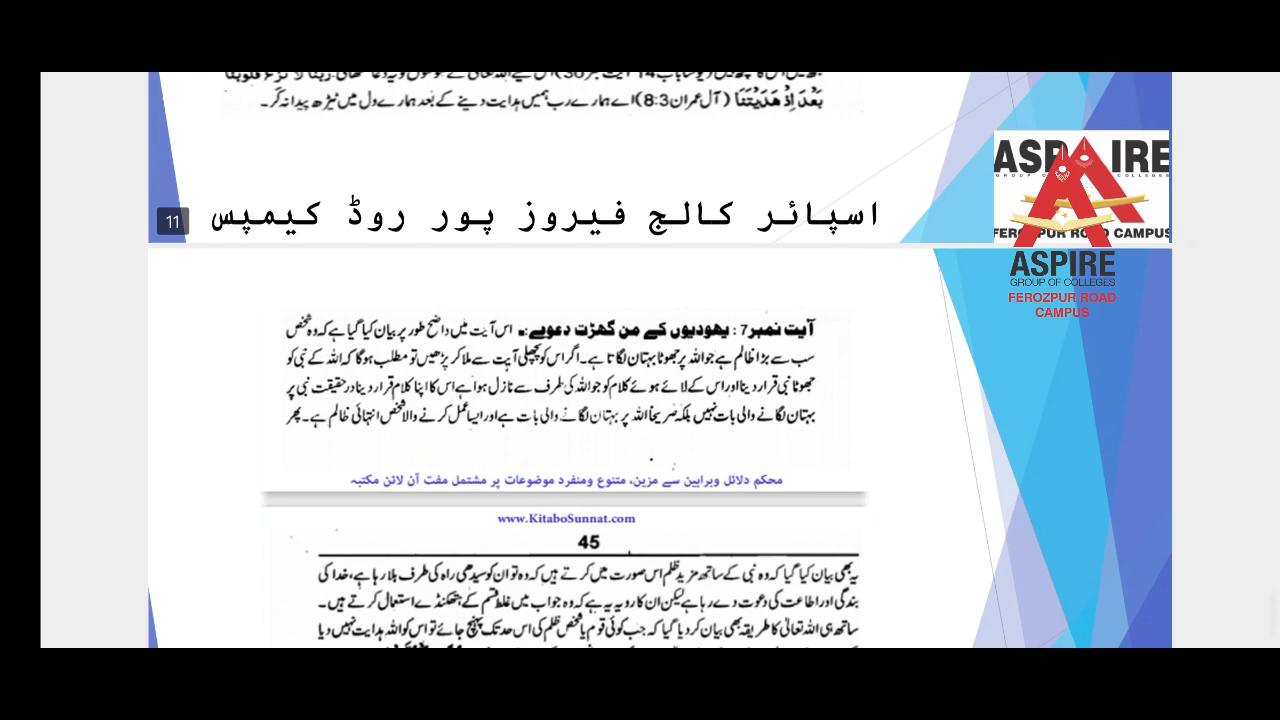 بَعْدَ اِذْ هَدَيْتَنَا (آل عمران 8:3) اے ہمارے رب ہمیں ہدایت دینے کے بعد ہمارے دل میں ٹیڑھ پیدا نہ کر۔
ASPAIRE
GROUP OF COLLEGES
FEROZPUR ROAD CAMPUS
11
اسپائر کالج فیروز پور روڈ کیمپس
ASPIRE
GROUP OF COLLEGES
FEROZPUR ROAD
CAMPUS
آیت نمبر 7 : یھودیوں کے من گھڑت دعوے:۔ اس آیت میں واضح طور پر بیان کیا گیا ہے کہ وہ شخص
سب سے بڑا ظالم ہے جو اللہ پر جھوٹا بہتان لگاتا ہے۔ اگر اس کو پچھلی آیت سے ملا کر پڑھیں تو مطلب ہوگا کہ اللہ کے نبی کو
جھوٹا نبی قرار دینا اور اس کے لائے ہوئے کلام کو جو اللہ کی طرف سے نازل ہوا ہے اس کا اپنا کلام قرار دینا درحقیقت نبی پر
بہتان لگانے والی بات نہیں بلکہ صریحاً اللہ پر بہتان لگانے والی بات ہے اور ایسا عمل کرنے والا شخص انتہائی ظالم ہے۔ پھر
محکم دلائل وبراہین سے مزین، متنوع ومنفرد موضوعات پر مشتمل مفت آن لائن مکتبہ
www.KitaboSunnat.com
45
یہ بھی بیان کیا گیا کہ وہ نبی کے ساتھ مزید ظلم اس صورت میں کرتے ہیں کہ وہ تو ان کو سیدھی راہ کی طرف بلا رہا ہے، خدا کی
بندگی اور اطاعت کی دعوت دے رہا ہے لیکن ان کا رویہ یہ ہے کہ وہ جواب میں غلط قسم کے ہتھکنڈے استعمال کرتے ہیں۔
ساتھ ہی اللہ تعالیٰ کا طریقہ بھی بیان کر دیا گیا کہ جب کوئی قوم یا شخص ظلم کی اس حد تک پہنچ جائے تو اس کو اللہ ہدایت نہیں دیا